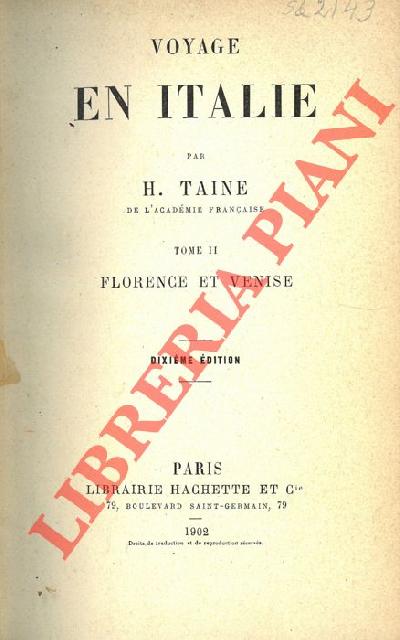 VOYAGE
EN ITALIE
PAR
H. TAINE
DE L'ACADÉMIE FRANÇAISE
TOME II
FLORENCE ET VENISE
DIXIÈME ÉDITION
PARIS
LIBRAIRIE HACHETTE ET Cie
79, BOULEVARD SAINT-GERMAIN, 79
1902
Droits de traduction et de reproduction réservés.
LIBRERIA PIANI